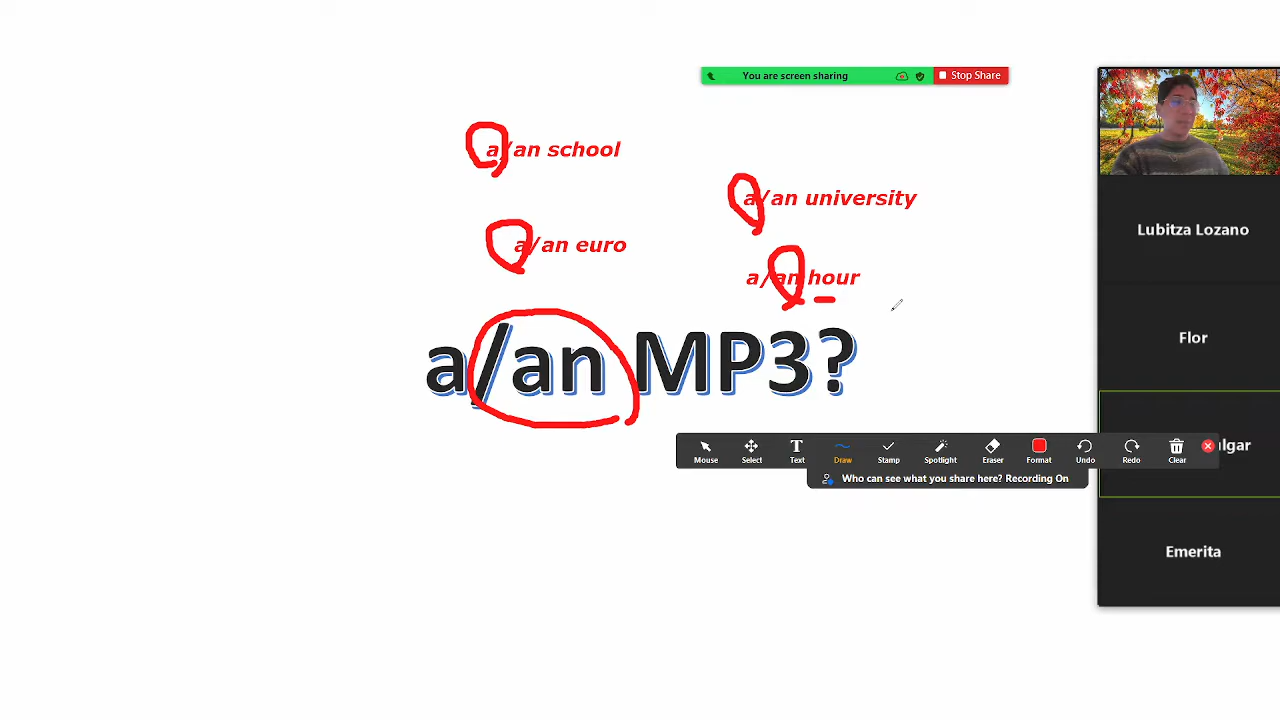 You are screen sharing
Stop Share
a/an school
a/an university
a/an euro
a/an hour
a/an MP3?
Mouse
Select
Text
Draw
Stamp
Spotlight
Eraser
Format
Undo
Redo
Clear
Who can see what you share here? Recording On
Lubitza Lozano
Flor
lgar
Emerita